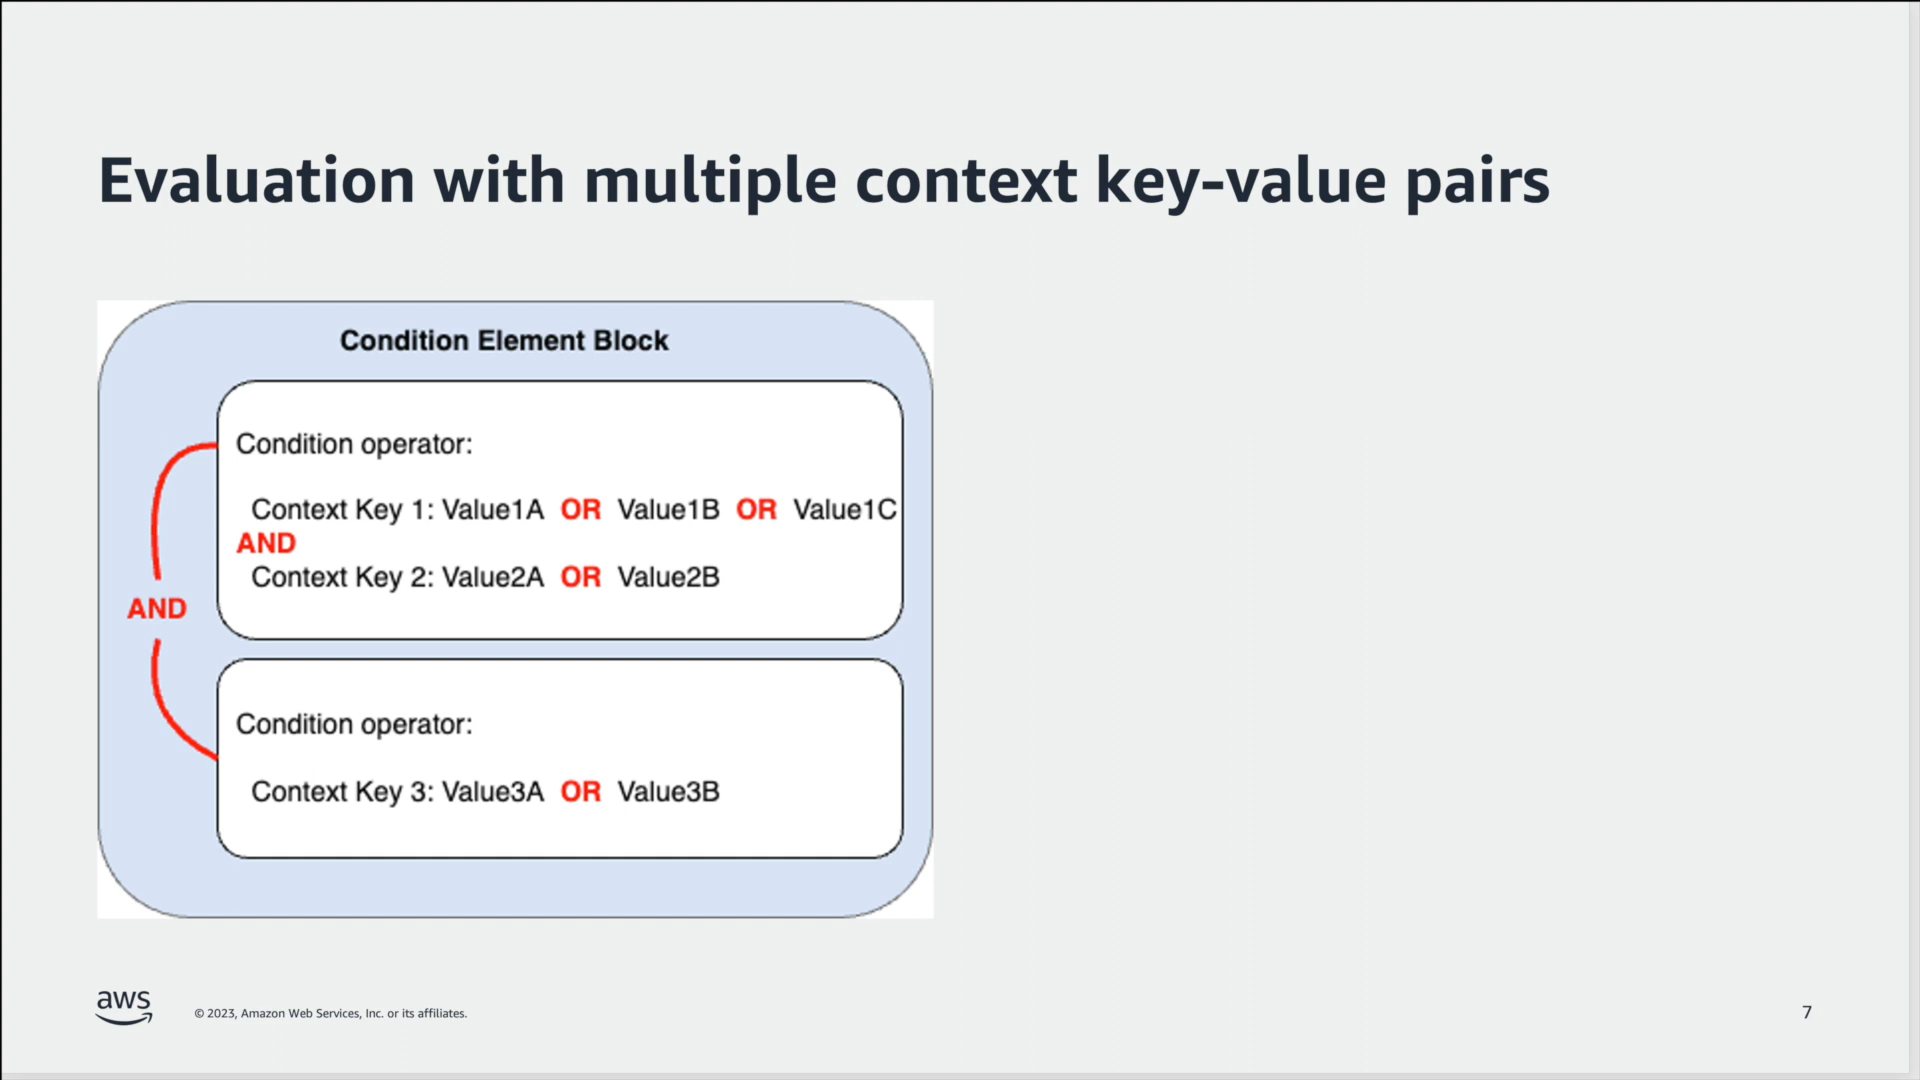 Evaluation with multiple context key-value pairs
Condition Element Block
Condition operator:
Context Key 1: Value1A OR Value1B OR Value1C
AND
Context Key 2: Value2A OR Value2B
AND
Condition operator:
Context Key 3: Value3A OR Value3B
aws
© 2023, Amazon Web Services, Inc. or its affiliates.
7